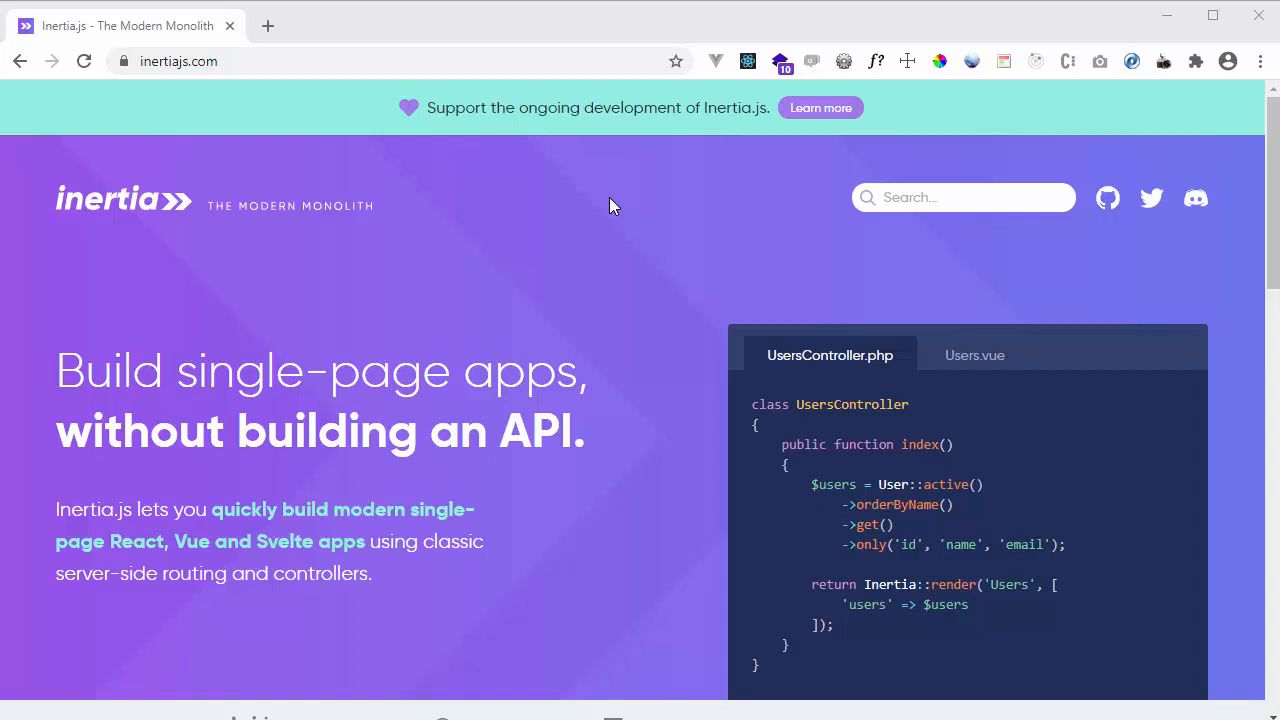 Inertia.js - The Modern Monolith
inertiajs.com
10
Support the ongoing development of Inertia.js.
Learn more
inertia
THE MODERN MONOLITH
Search...
Build single-page apps,
without building an API.
Inertia.js lets you quickly build modern single-
page React, Vue and Svelte apps using classic
server-side routing and controllers.
UsersController.php
Users.vue
class UsersController
{
public function index()
{
$users = User::active()
->orderByName()
->get()
->only('id', 'name', 'email');
return Inertia::render('Users', [
'users' => $users
]);
}
}